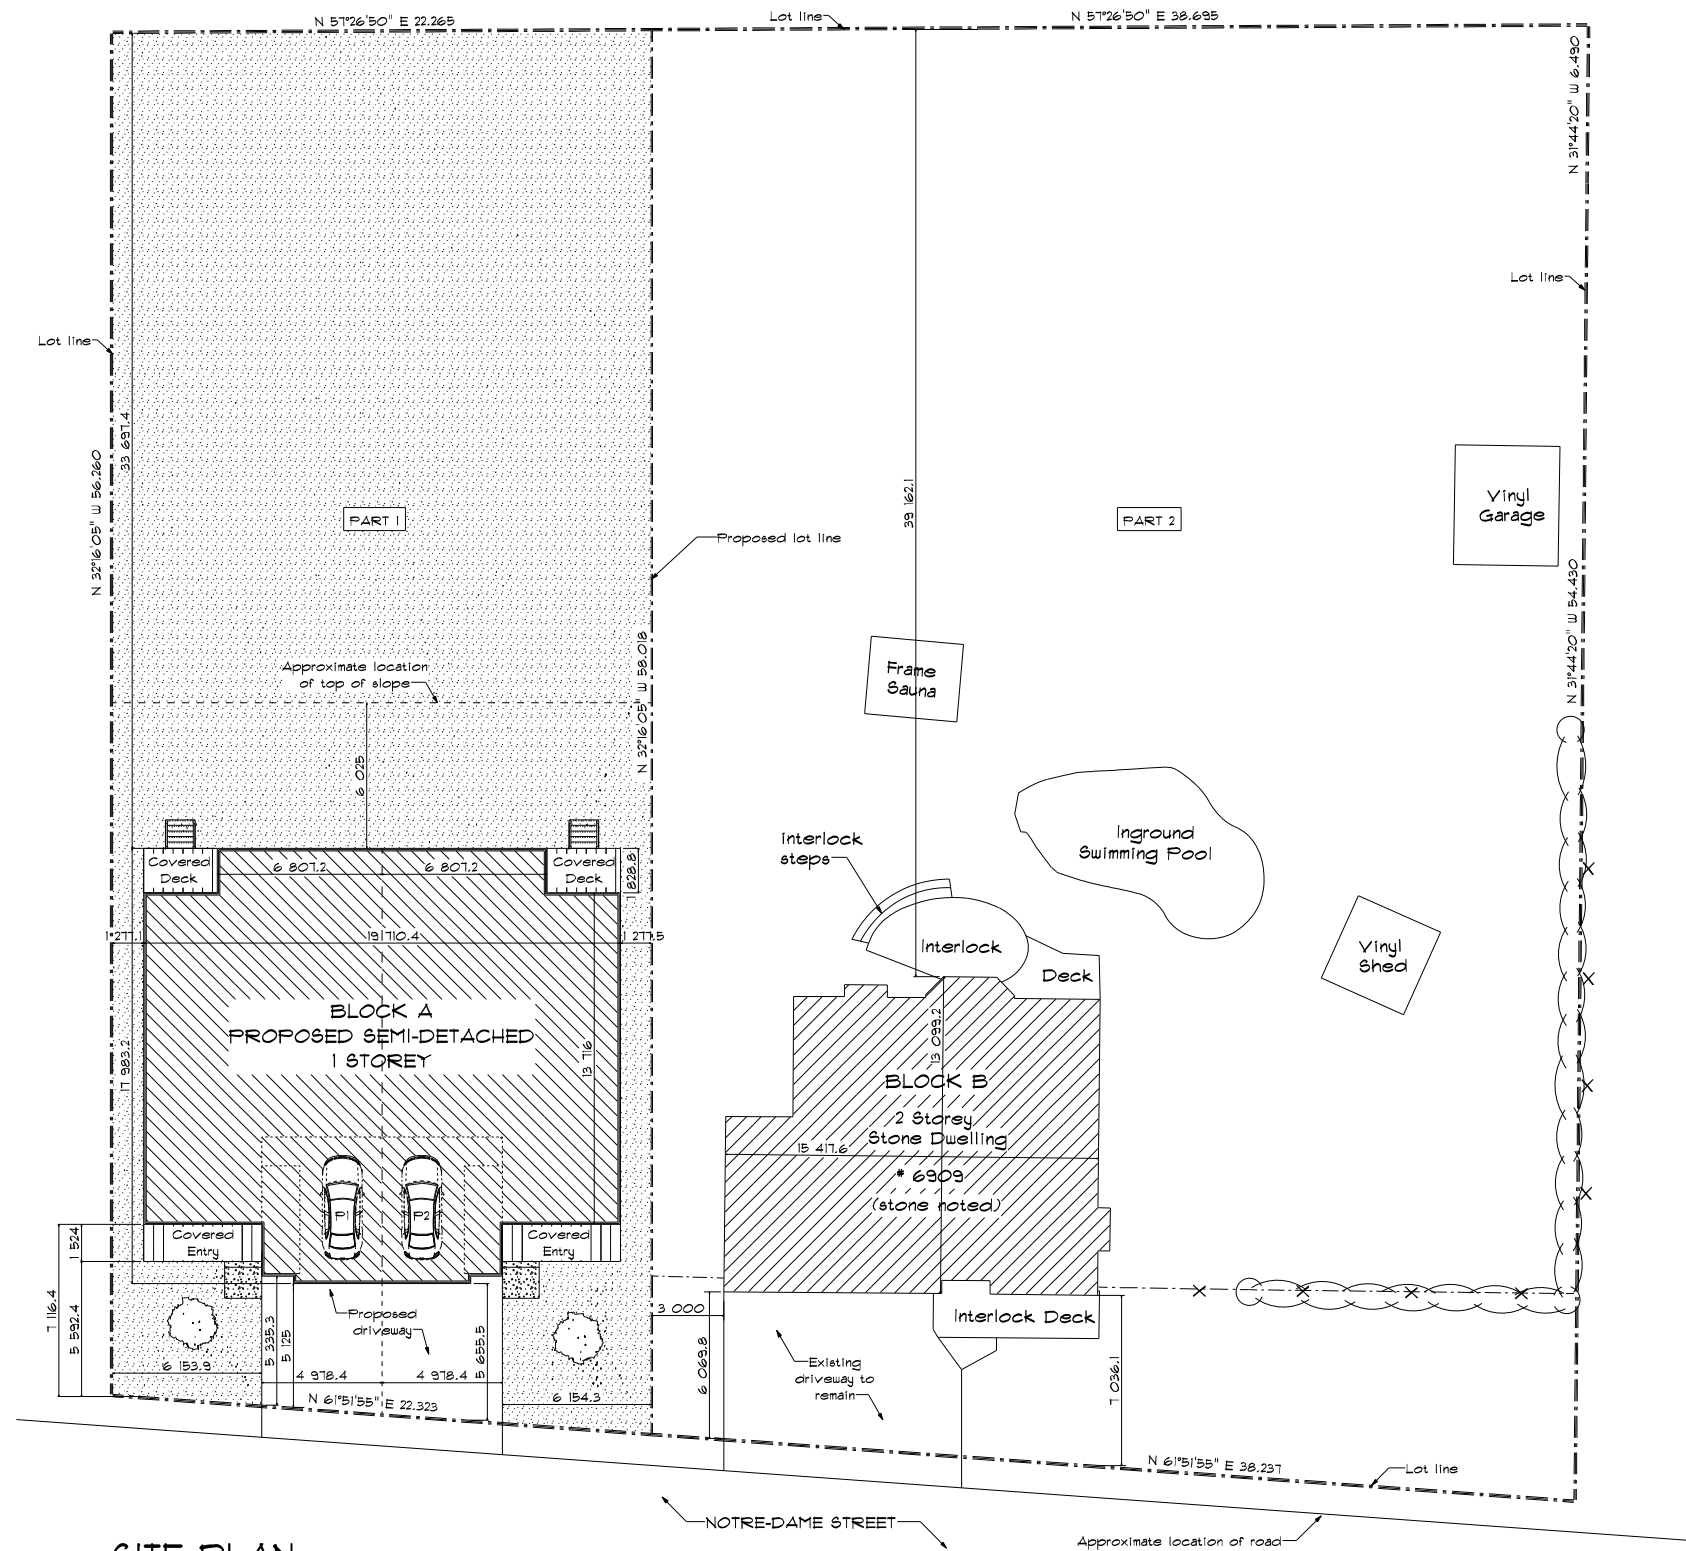 N 57°26'50" E 22.265
Lot line
N 57°26'50" E 38.695
N 31°44'20" W 6.490
Lot line
Lot line
33 697.4
N 32°16'05" W 56.260
39 162.1
Vinyl
Garage
PART 1
PART 2
Proposed lot line
N 31°44'20" W 54.430
N 32°16'05" W 58.018
Approximate location
of top of slope
Frame
Sauna
6 025
Inground
Swimming Pool
interlock
steps
Covered
Deck
6 807.2
6 807.2
Covered
Deck
1 828.8
1 277.1
19 710.4
1 277.5
Interlock
Deck
Vinyl
Shed
BLOCK A
PROPOSED SEMI-DETACHED
1 STOREY
17 983.2
13 716
13 099.2
BLOCK B
2 Storey
Stone Dwelling
15 417.6
# 6909
(stone noted)
P1
P2
Covered
Entry
Covered
Entry
1 524
7 116.4
5 592.4
Proposed
driveway
5 335.3
5 125
5 655.5
3 000
Interlock Deck
6 153.9
4 978.4
4 978.4
6 154.3
6 069.8
Existing
driveway to
remain
7 036.1
N 61°51'55" E 22.323
N 61°51'55" E 38.237
Lot line
NOTRE-DAME STREET
Approximate location of road
SITE PLAN